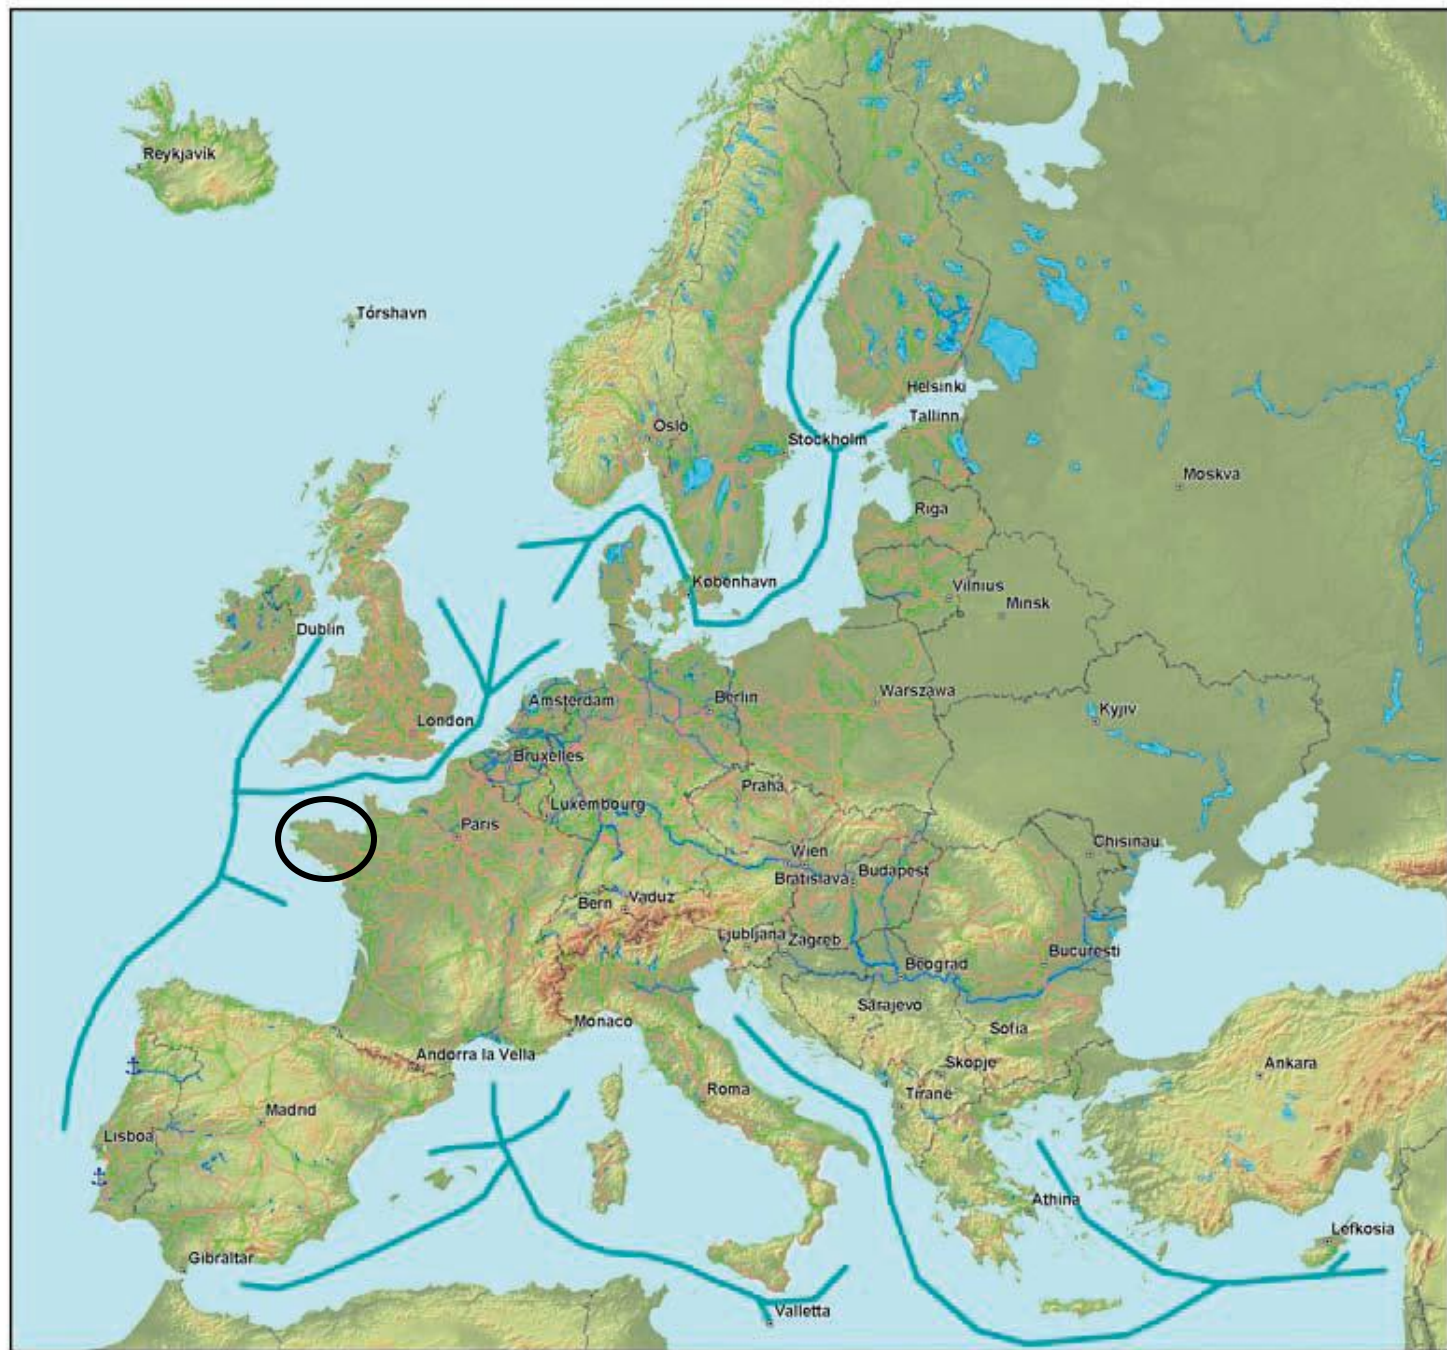 Reykjavík
Tórshavn
Helsinki
Tallinn
Oslo
Stockholm
Moskva
Riga
København
Vilnius
Minsk
Dublin
Amsterdam
Berlin
Warszawa
London
Kyjiv
Bruxelles
Praha
Luxembourg
Paris
Chisinau
Wien
Bratislava
Budapest
Bern
Vaduz
Ljubljana
Zagreb
Bucuresti
Beograd
Sarajevo
Monaco
Sofia
Andorra la Vella
Skopje
Ankara
Roma
Tirane
Madrid
Lisboa
Athina
Lefkosia
Gibraltar
Valletta